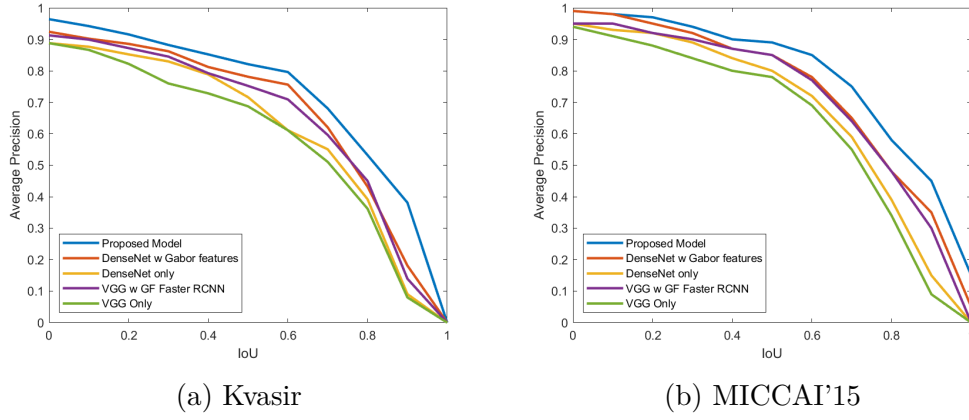 1
0.9
0.8
0.7
0.6
0.5
0.4
0.3
0.2
0.1
0
Average Precision
Proposed Model
DenseNet w Gabor features
DenseNet only
VGG w GF Faster RCNN
VGG Only
0 0.2 0.4 0.6 0.8 1
IoU
(a) Kvasir
1
0.9
0.8
0.7
0.6
0.5
0.4
0.3
0.2
0.1
0
Average Precision
Proposed Model
DenseNet w Gabor features
DenseNet only
VGG w GF Faster RCNN
VGG Only
0 0.2 0.4 0.6 0.8
IoU
(b) MICCAI'15